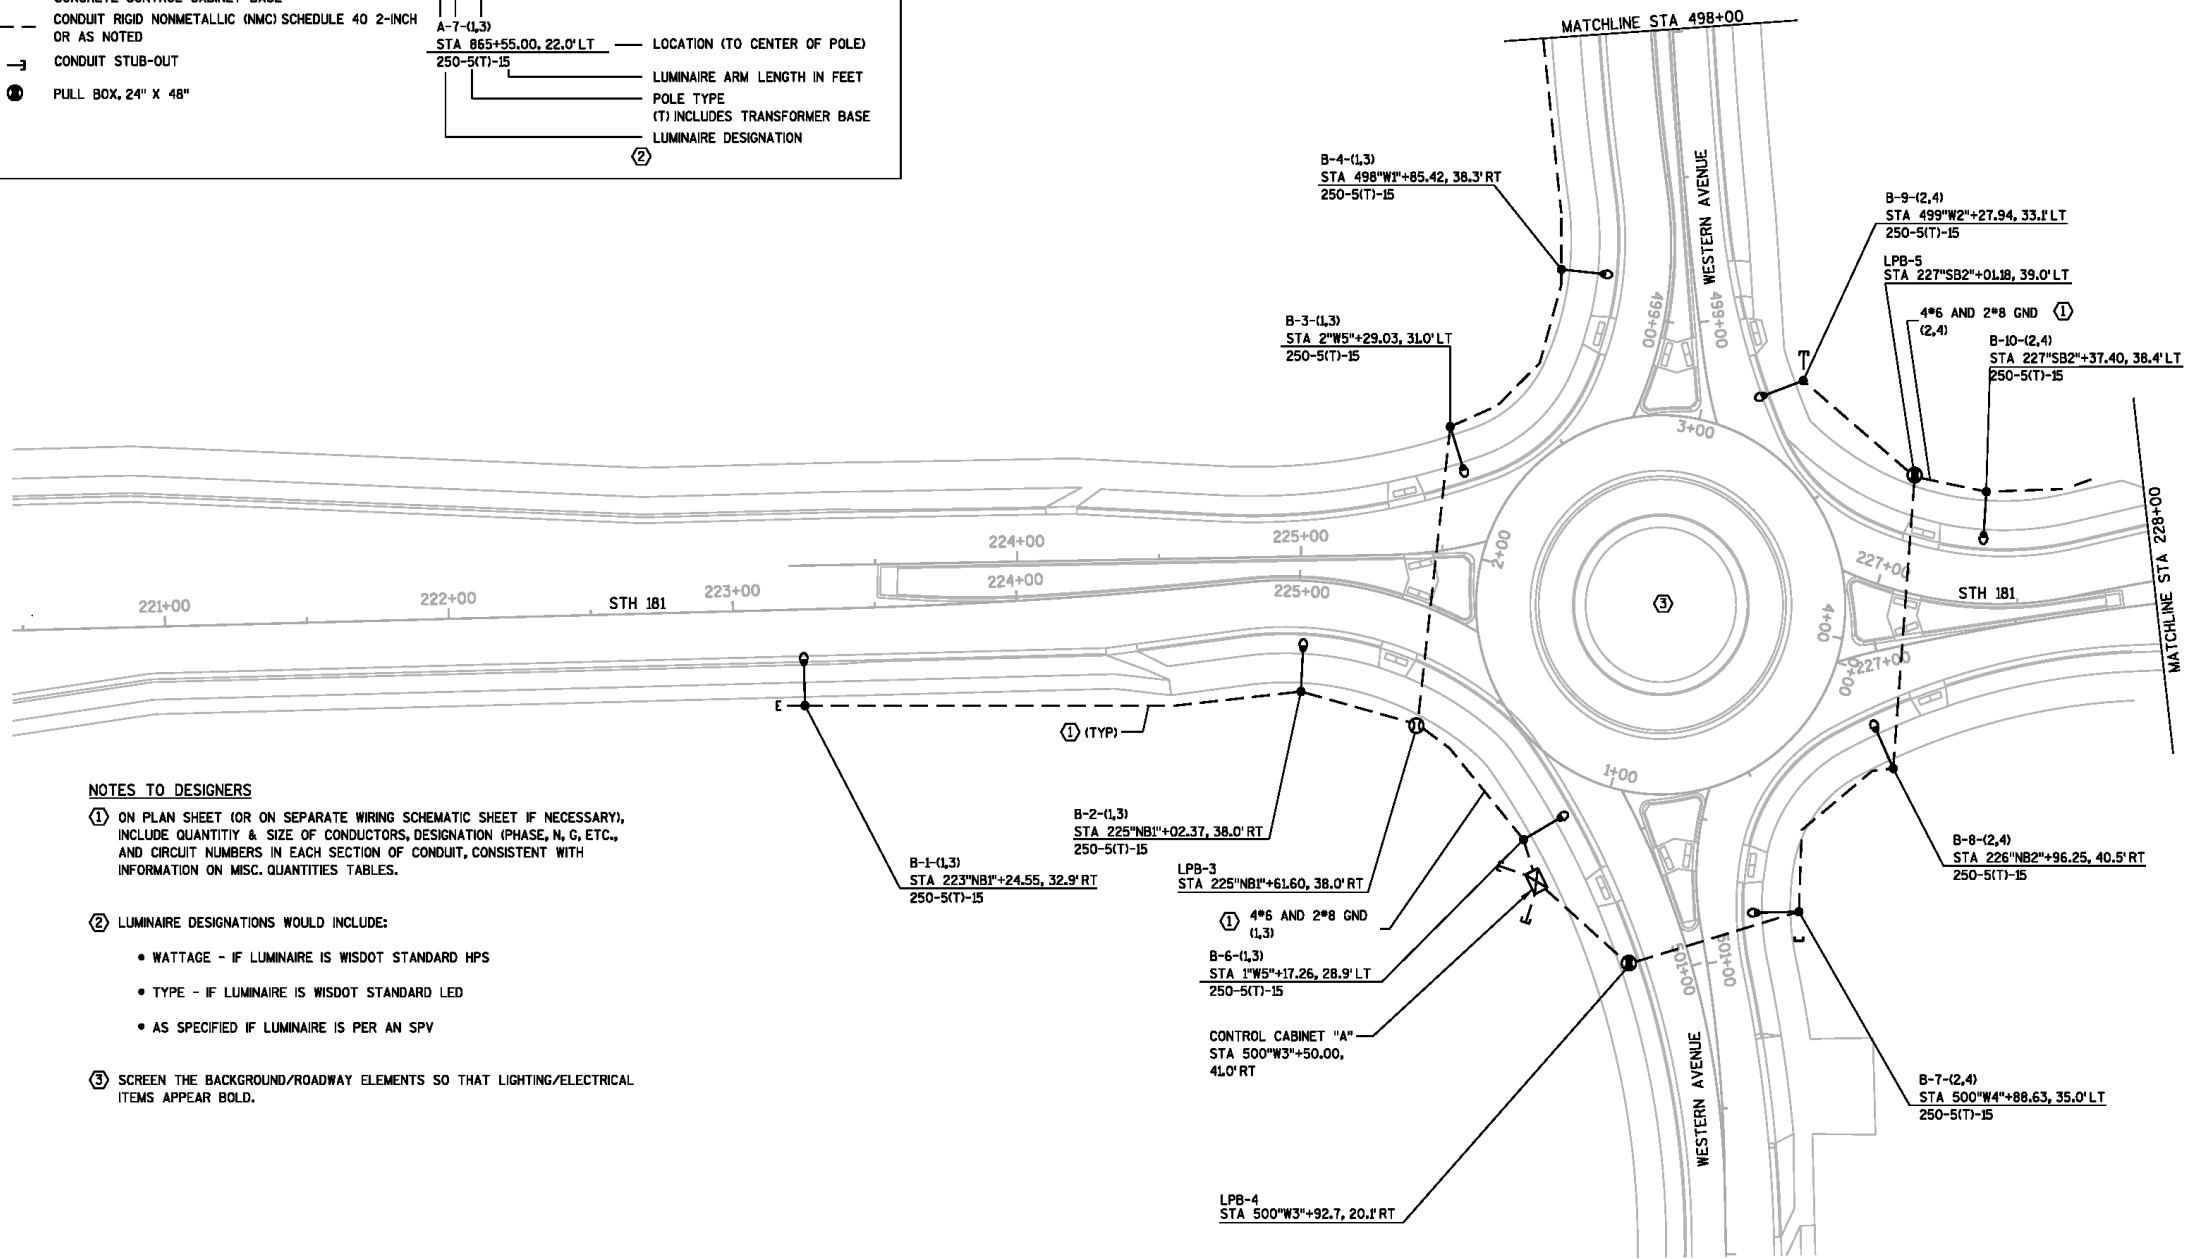 CONDUIT RIGID NONMETALLIC (NMC) SCHEDULE 40 2-INCH
OR AS NOTED
CONDUIT STUB-OUT
PULL BOX, 24" X 48"
A-7-(1,3)
STA 865+55.00, 22.0' LT
250-5(T)-15
LOCATION (TO CENTER OF POLE)
LUMINAIRE ARM LENGTH IN FEET
POLE TYPE
(T) INCLUDES TRANSFORMER BASE
LUMINAIRE DESIGNATION
2
MATCHLINE STA 498+00
B-4-(1,3)
STA 498"W1"+85.42, 38.3' RT
250-5(T)-15
WESTERN AVENUE
B-9-(2,4)
STA 499"W2"+27.94, 33.1' LT
250-5(T)-15
LPB-5
STA 227"SB2"+01.18, 39.0' LT
4#6 AND 2#8 GND 1
(2,4)
B-10-(2,4)
STA 227"SB2"+37.40, 38.4' LT
250-5(T)-15
B-3-(1,3)
STA 2"W5"+29.03, 31.0' LT
250-5(T)-15
499+00
499+00
3+00
MATCHLINE STA 228+00
224+00
225+00
2+00
227+00
224+00
225+00
221+00
222+00
223+00
STH 181
3
STH 181
4+00
227+00
0+00
1 (TYP)
1+00
NOTES TO DESIGNERS
1 ON PLAN SHEET (OR ON SEPARATE WIRING SCHEMATIC SHEET IF NECESSARY),
INCLUDE QUANTITIY & SIZE OF CONDUCTORS, DESIGNATION (PHASE, N, G, ETC.,
AND CIRCUIT NUMBERS IN EACH SECTION OF CONDUIT, CONSISTENT WITH
INFORMATION ON MISC. QUANTITIES TABLES.
2 LUMINAIRE DESIGNATIONS WOULD INCLUDE:
• WATTAGE - IF LUMINAIRE IS WISDOT STANDARD HPS
• TYPE - IF LUMINAIRE IS WISDOT STANDARD LED
• AS SPECIFIED IF LUMINAIRE IS PER AN SPV
3 SCREEN THE BACKGROUND/ROADWAY ELEMENTS SO THAT LIGHTING/ELECTRICAL
ITEMS APPEAR BOLD.
B-1-(1,3)
STA 223"NB1"+24.55, 32.9' RT
250-5(T)-15
B-2-(1,3)
STA 225"NB1"+02.37, 38.0' RT
250-5(T)-15
LPB-3
STA 225"NB1"+61.60, 38.0' RT
1 4#6 AND 2#8 GND
(1,3)
B-6-(1,3)
STA 1"W5"+17.26, 28.9' LT
250-5(T)-15
CONTROL CABINET "A"
STA 500"W3"+50.00,
41.0' RT
LPB-4
STA 500"W3"+92.7, 20.1' RT
501+00
501+00
WESTERN AVENUE
B-8-(2,4)
STA 226"NB2"+96.25, 40.5' RT
250-5(T)-15
B-7-(2,4)
STA 500"W4"+88.63, 35.0' LT
250-5(T)-15